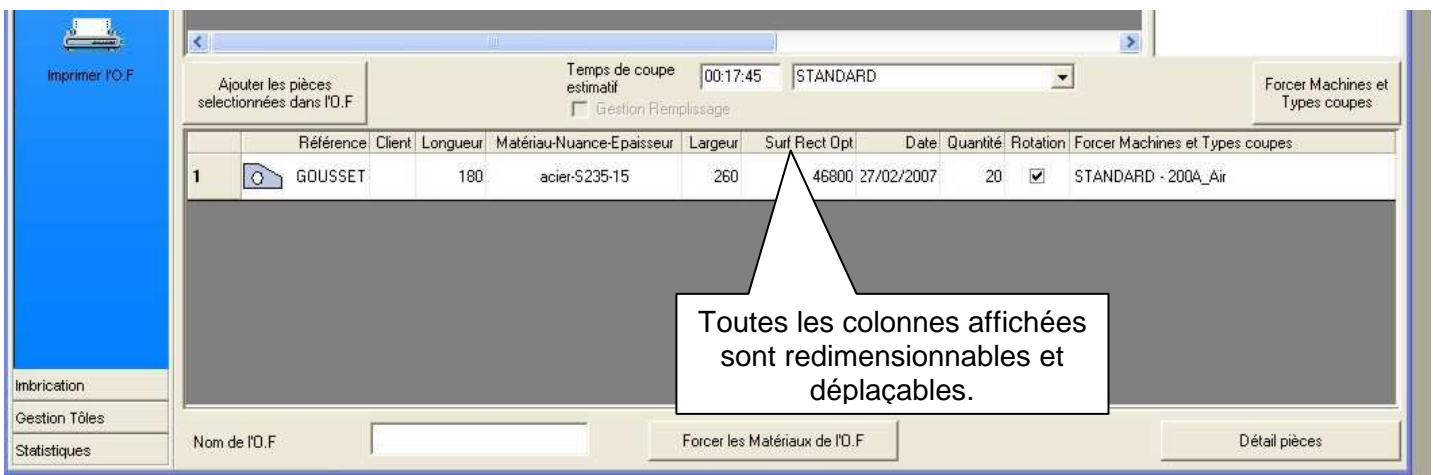 Imprimer l'O.F
Ajouter les pièces
selectionnées dans l'O.F
Temps de coupe
estimatif
00:17:45
STANDARD
Gestion Remplissage
Forcer Machines et
Types coupes
Référence Client Longueur Matériau-Nuance-Epaisseur Largeur Surf Rect Opt Date Quantité Rotation Forcer Machines et Types coupes
1 GOUSSET 180 acier-S235-15 260 46800 27/02/2007 20 STANDARD - 200A_Air
Toutes les colonnes affichées
sont redimensionnables et
déplaçables.
Imbrication
Gestion Tôles
Statistiques
Nom de l'O.F
Forcer les Matériaux de l'O.F
Détail pièces